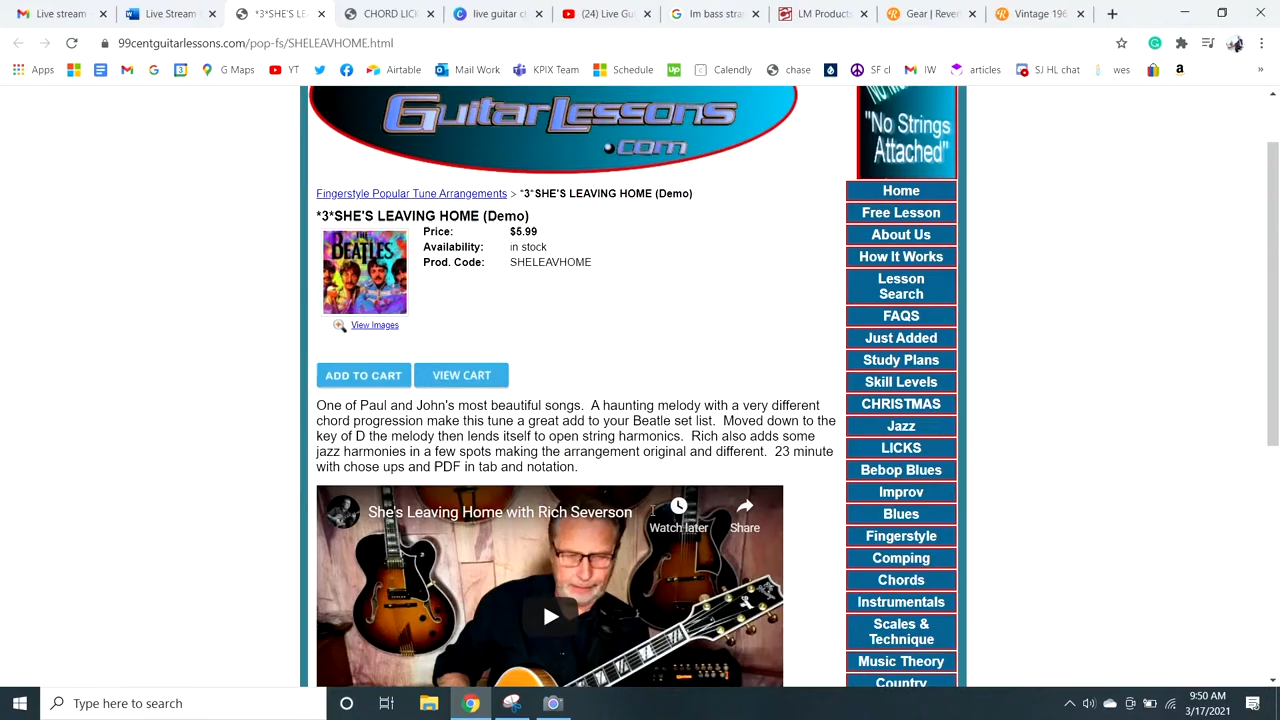 Gmail
Live Stream
*3*SHE'S LE
CHORD LIC
Live Stream
(24) Live Gui
lm bass stra
LM Products
Gear | Reverb
Vintage 196
99centguitarlessons.com/pop-fs/SHELEAVHOME.html
Apps
G Maps
YT
Airtable
Mail Work
KPIX Team
Schedule
Calendly
chase
SF cl
IW
articles
SJ HL chat
wes
GuitarLessons
.com
"No Strings
Attached"
Fingerstyle Popular Tune Arrangements > *3*SHE'S LEAVING HOME (Demo)
*3*SHE'S LEAVING HOME (Demo)
Price: $5.99
Availability: in stock
Prod. Code: SHELEAVHOME
THE
BEATLES
View Images
ADD TO CART VIEW CART
One of Paul and John's most beautiful songs. A haunting melody with a very different
chord progression make this tune a great add to your Beatle set list. Moved down to the
key of D the melody then lends itself to open string harmonics. Rich also adds some
jazz harmonies in a few spots making the arrangement original and different. 23 minute
with chose ups and PDF in tab and notation.
She's Leaving Home with Rich Severson
Watch later
Share
Home
Free Lesson
About Us
How It Works
Lesson
Search
FAQS
Just Added
Study Plans
Skill Levels
CHRISTMAS
Jazz
LICKS
Bebop Blues
Improv
Blues
Fingerstyle
Comping
Chords
Instrumentals
Scales &
Technique
Music Theory
Country
Type here to search
9:50 AM
3/17/2021